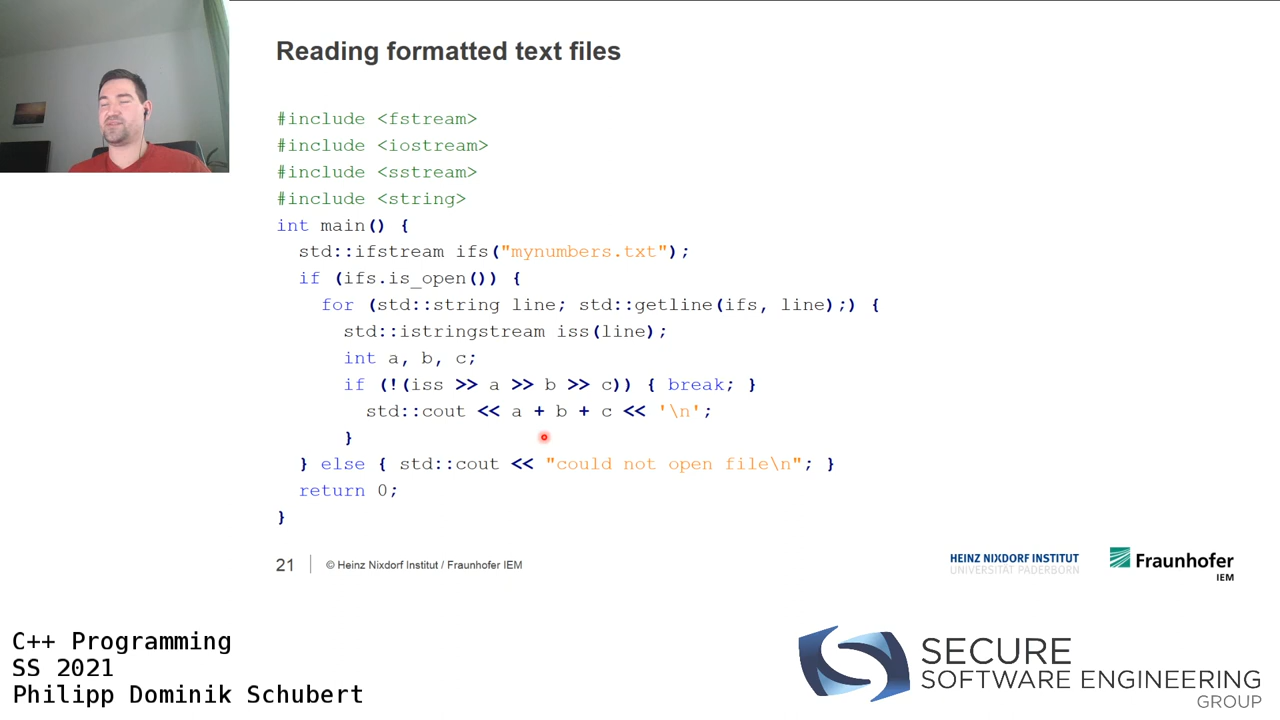 Reading formatted text files
#include <fstream>
#include <iostream>
#include <sstream>
#include <string>
int main() {
  std::ifstream ifs("mynumbers.txt");
  if (ifs.is_open()) {
    for (std::string line; std::getline(ifs, line);) {
      std::istringstream iss(line);
      int a, b, c;
      if (!(iss >> a >> b >> c)) { break; }
        std::cout << a + b + c << '\n';
      }
  } else { std::cout << "could not open file\n"; }
  return 0;
}
21
© Heinz Nixdorf Institut / Fraunhofer IEM
HEINZ NIXDORF INSTITUT
UNIVERSITÄT PADERBORN
Fraunhofer
IEM
C++ Programming
SS 2021
Philipp Dominik Schubert
SECURE
SOFTWARE ENGINEERING
GROUP